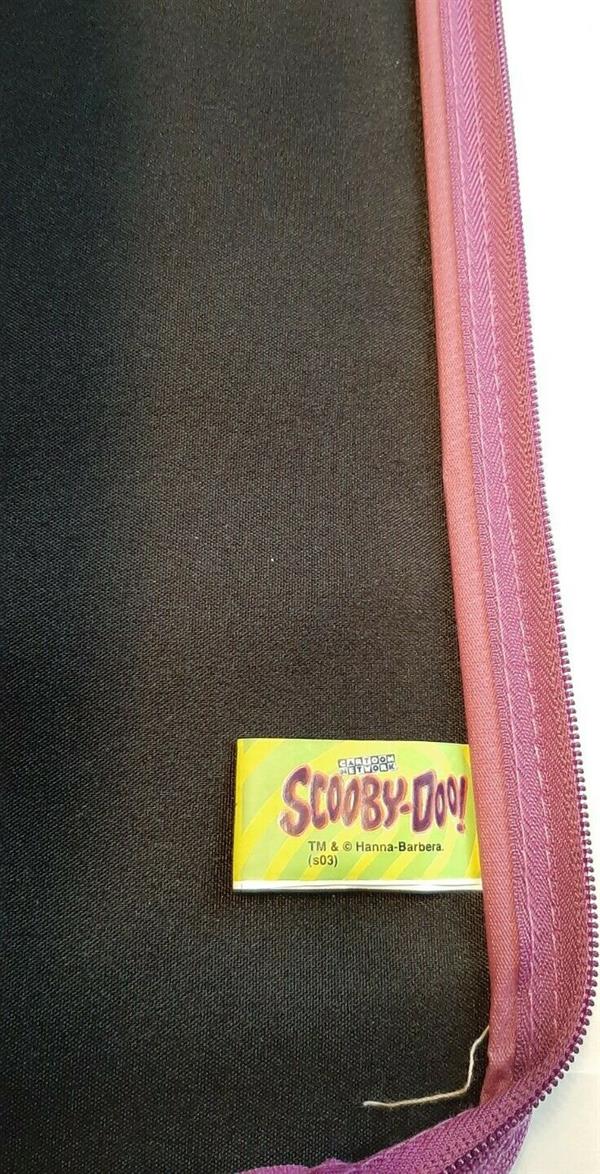 CARTOON
NETWORK
SCOOBY-DOO!
TM & © Hanna-Barbera.
(s03)